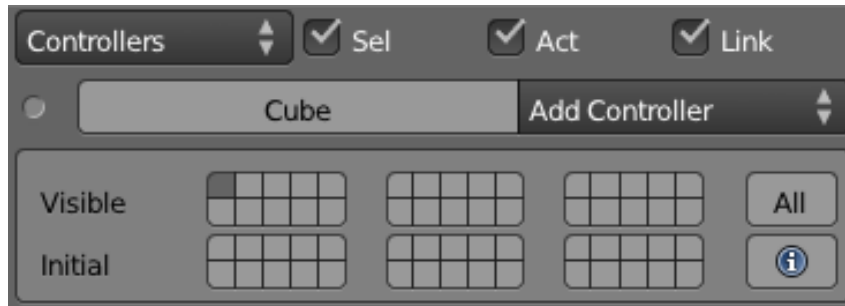 Controllers Sel Act Link
Cube Add Controller
Visible All
Initial